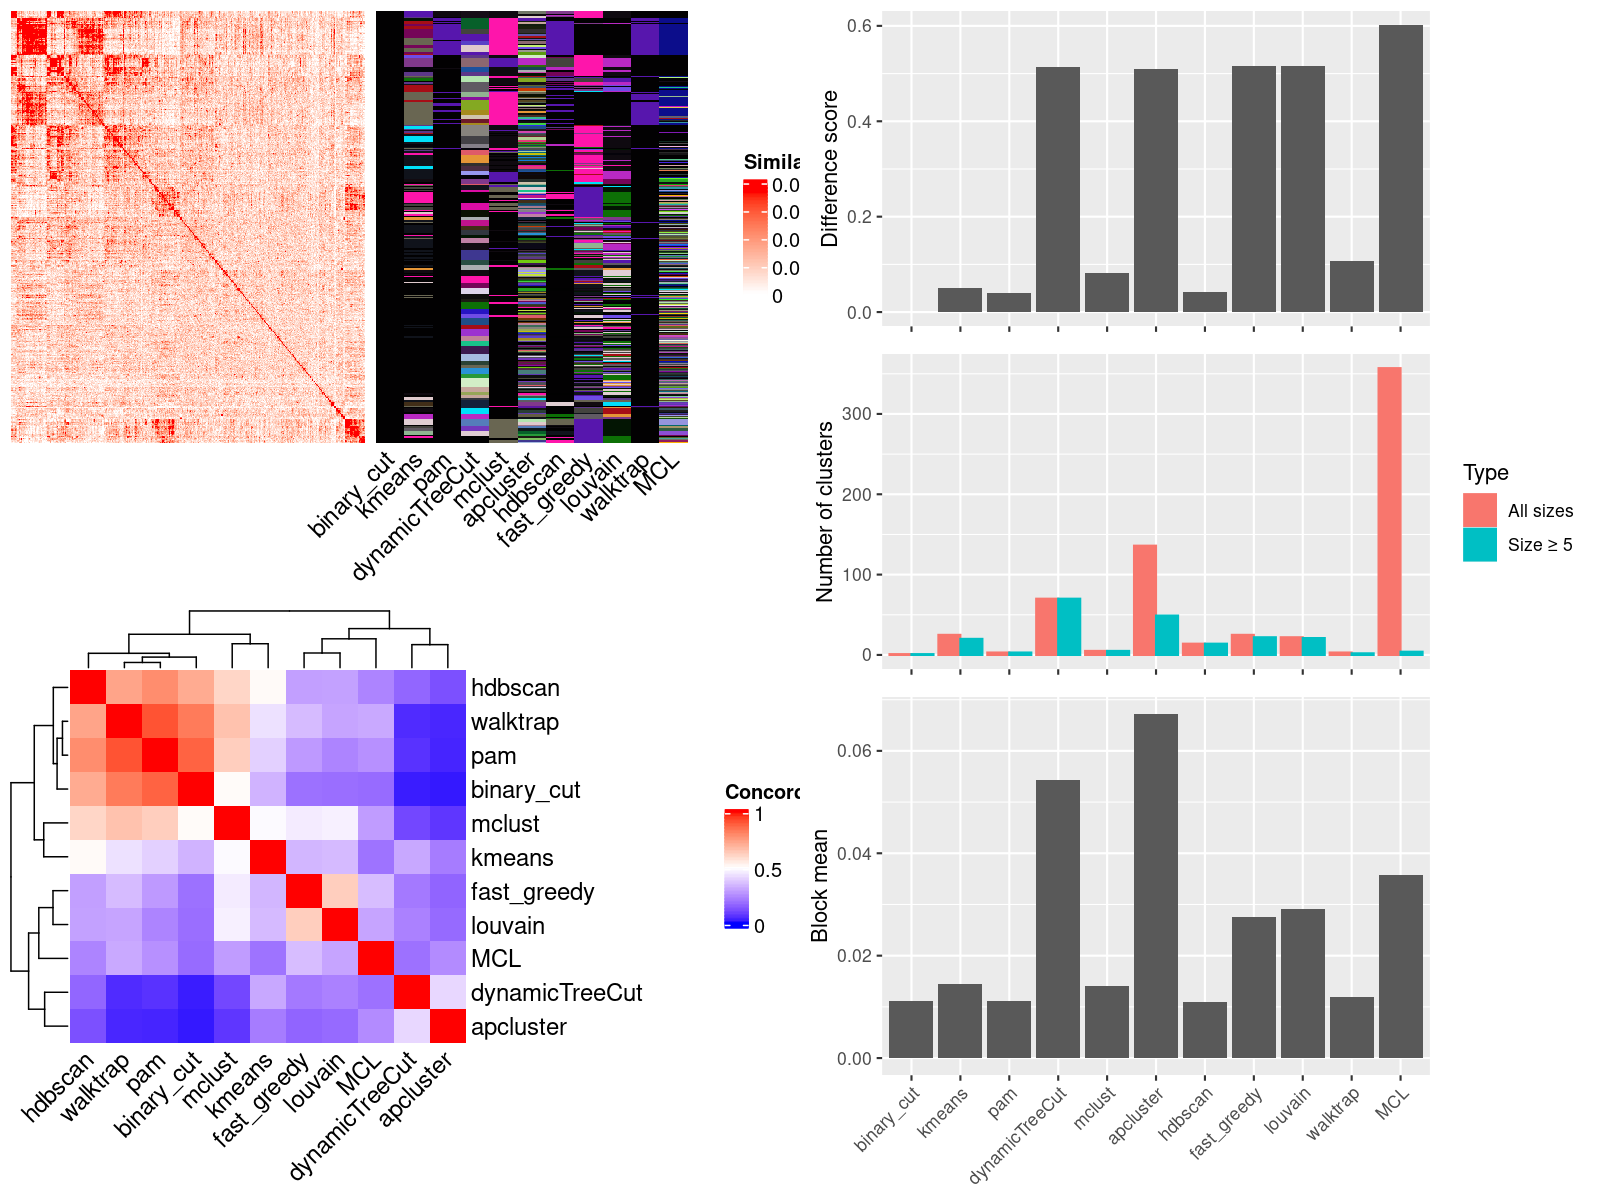 Simila
0.0
0.0
0.0
0.0
0
binary_cut
kmeans
pam
dynamicTreeCut
mclust
apcluster
hdbscan
fast_greedy
louvain
walktrap
MCL
hdbscan
walktrap
pam
binary_cut
mclust
kmeans
fast_greedy
louvain
MCL
dynamicTreeCut
apcluster
hdbscan
walktrap
pam
binary_cut
mclust
kmeans
fast_greedy
louvain
MCL
dynamicTreeCut
apcluster
Concord
1
0.5
0
Difference score
0.6
0.4
0.2
0.0
Number of clusters
300
200
100
0
Type
All sizes
Size ≥ 5
Block mean
0.06
0.04
0.02
0.00
binary_cut
kmeans
pam
dynamicTreeCut
mclust
apcluster
hdbscan
fast_greedy
louvain
walktrap
MCL